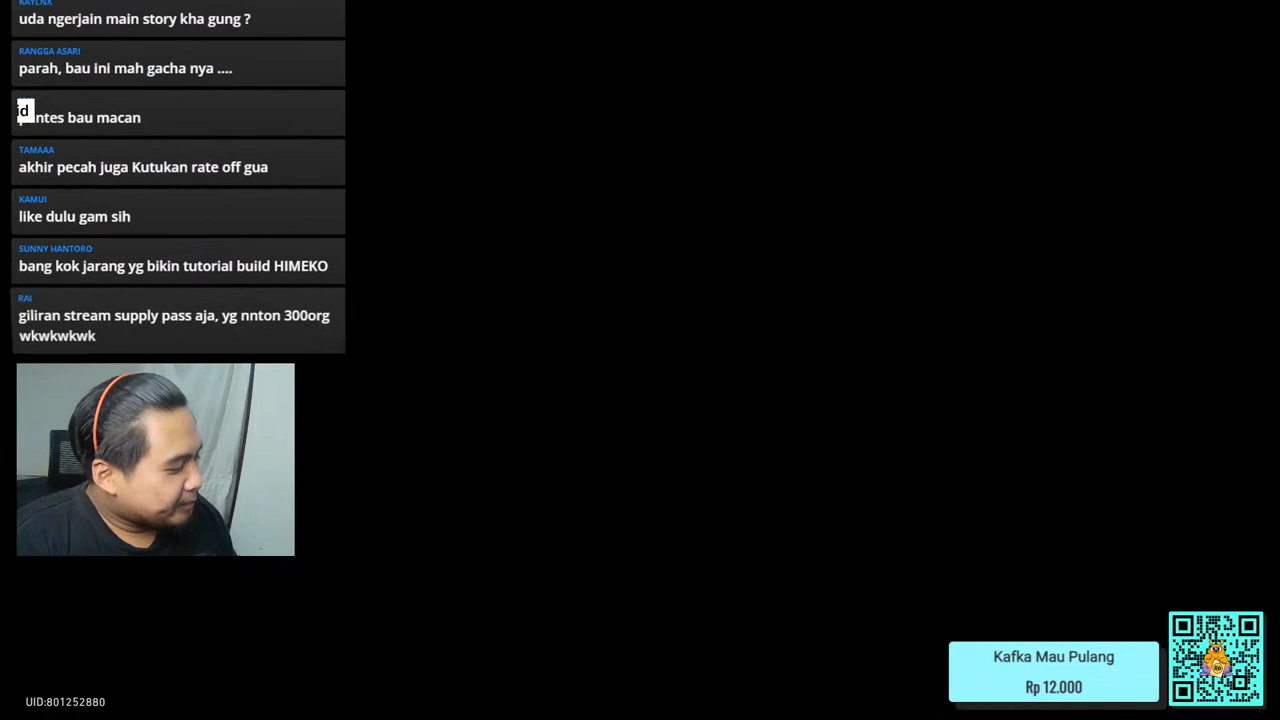 KAYLNX
uda ngerjain main story kha gung ?
RANGGA ASARI
parah, bau ini mah gacha nya ....
id
pantes bau macan
TAMAAA
akhir pecah juga Kutukan rate off gua
KAMUI
like dulu gam sih
SUNNY HANTORO
bang kok jarang yg bikin tutorial build HIMEKO
RAI
giliran stream supply pass aja, yg nnton 300org
wkwkwkwk
Kafka Mau Pulang
Rp 12.000
UID:801252880